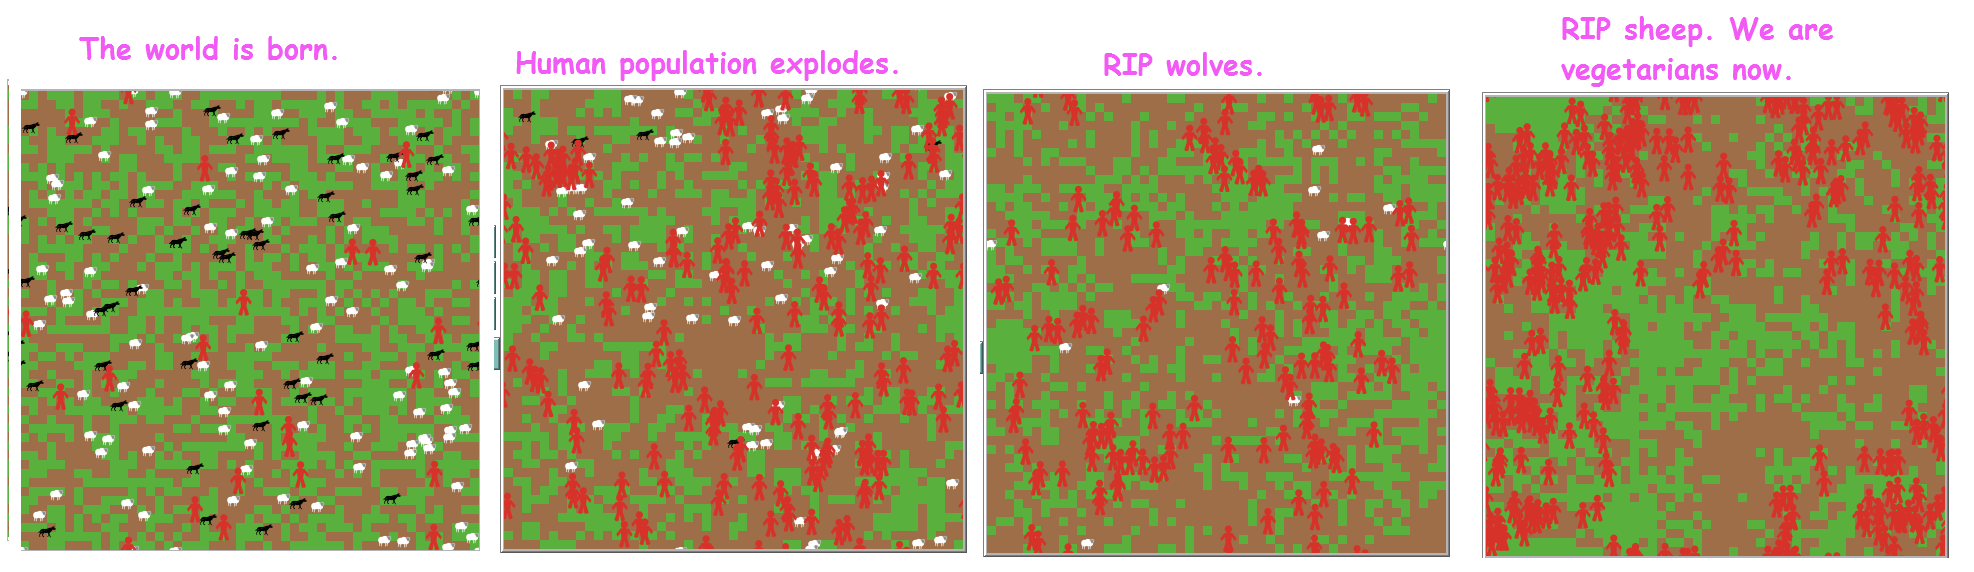 The world is born.
Human population explodes.
RIP wolves.
RIP sheep. We are
vegetarians now.